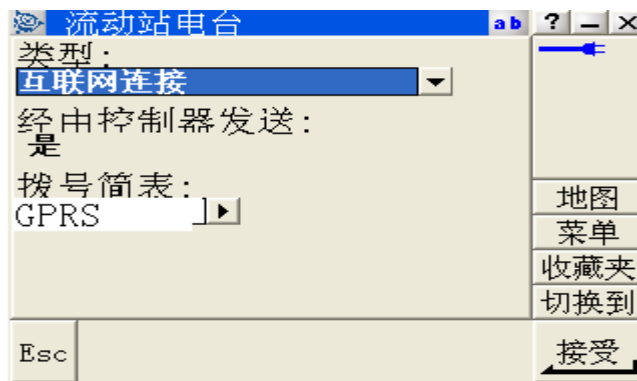 流动站电台
ab
?
类型:
互联网连接
经由控制器发送:
是
拨号简表:
GPRS
地图
菜单
收藏夹
切换到
Esc
接受